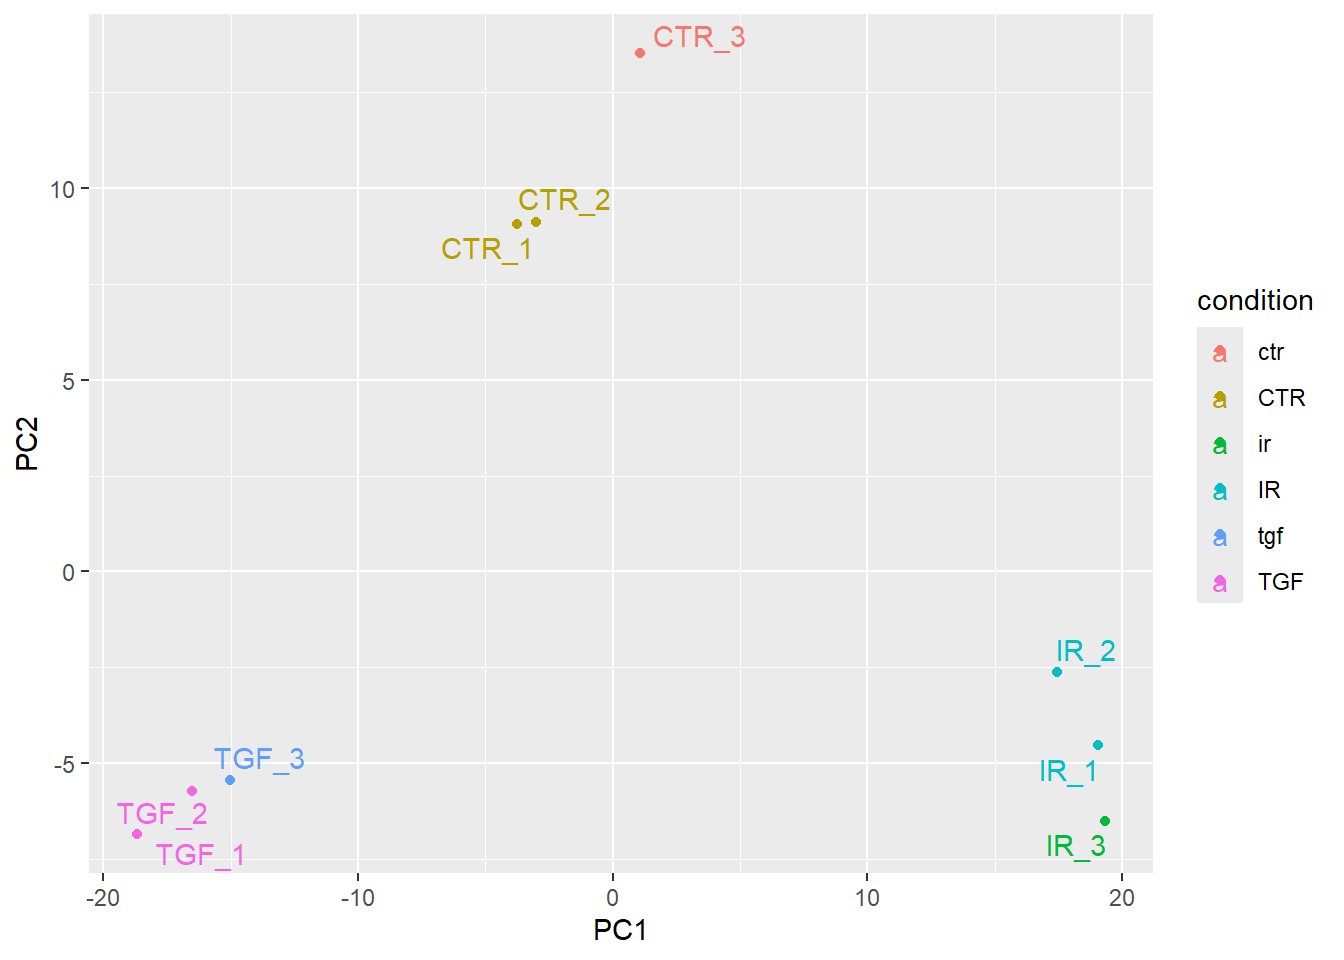 CTR_3
10
CTR_2
CTR_1
condition
a ctr
a CTR
5
a ir
PC2
a IR
a tgf
0
a TGF
IR_2
TGF_3
-5
IR_1
TGF_2
IR_3
TGF_1
-20 -10 0 10 20
PC1